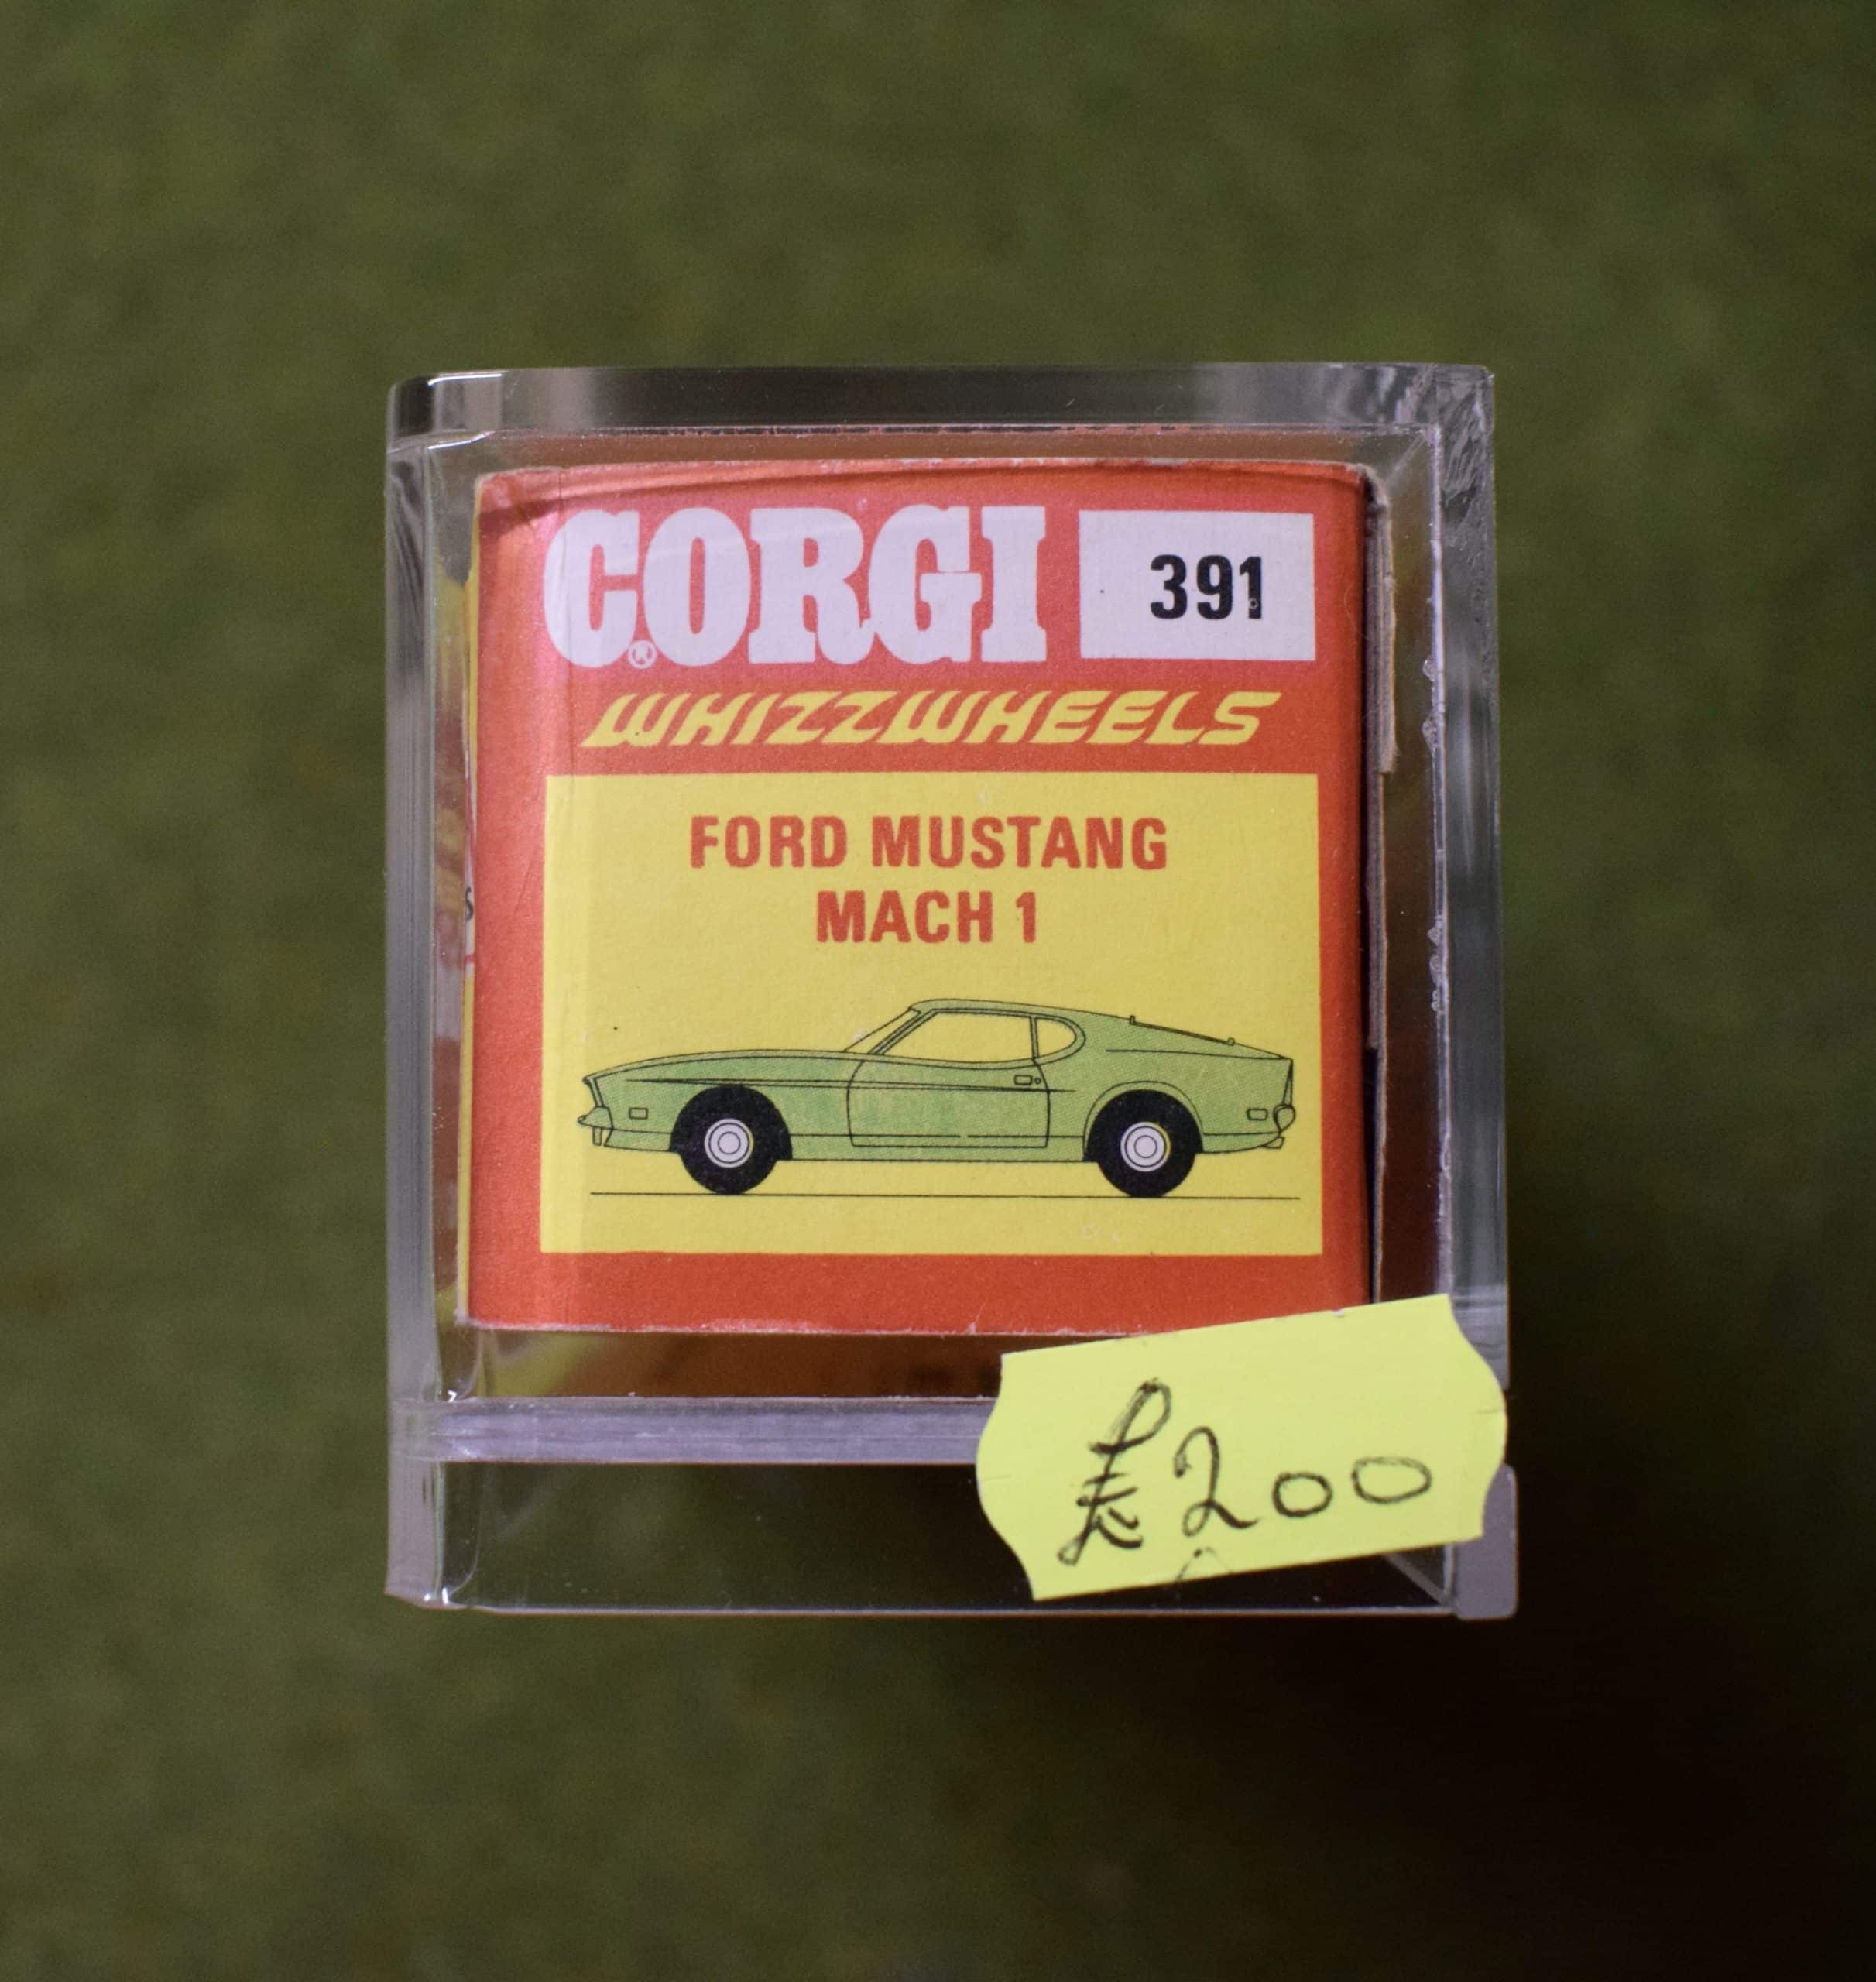 CORGI 391
®
WHIZZWHEELS
FORD MUSTANG
MACH 1
£200